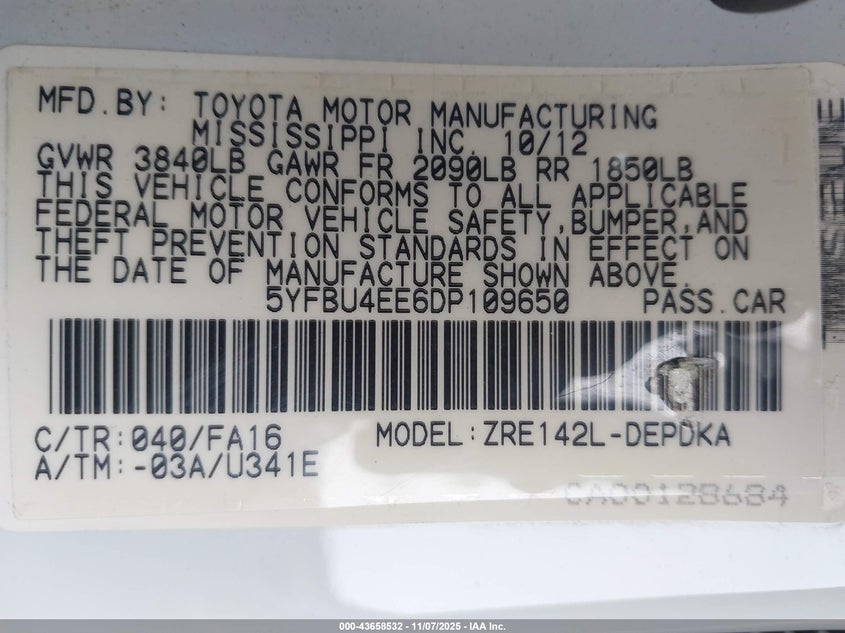 MFD.BY: TOYOTA MOTOR MANUFACTURING
MISSISSIPPI INC. 10/12
GVWR 3840LB GAWR FR 2090LB RR 1850LB
THIS VEHICLE CONFORMS TO ALL APPLICABLE
FEDERAL MOTOR VEHICLE SAFETY,BUMPER,AND
THEFT PREVENTION STANDARDS IN EFFECT ON
THE DATE OF MANUFACTURE SHOWN ABOVE.
5YFBU4EE6DP109650 PASS.CAR
C/TR:040/FA16 MODEL:ZRE142L-DEPDKA
A/TM:-03A/U341E
CA00128684
000-43658532 - 11/07/2025 - IAA Inc.